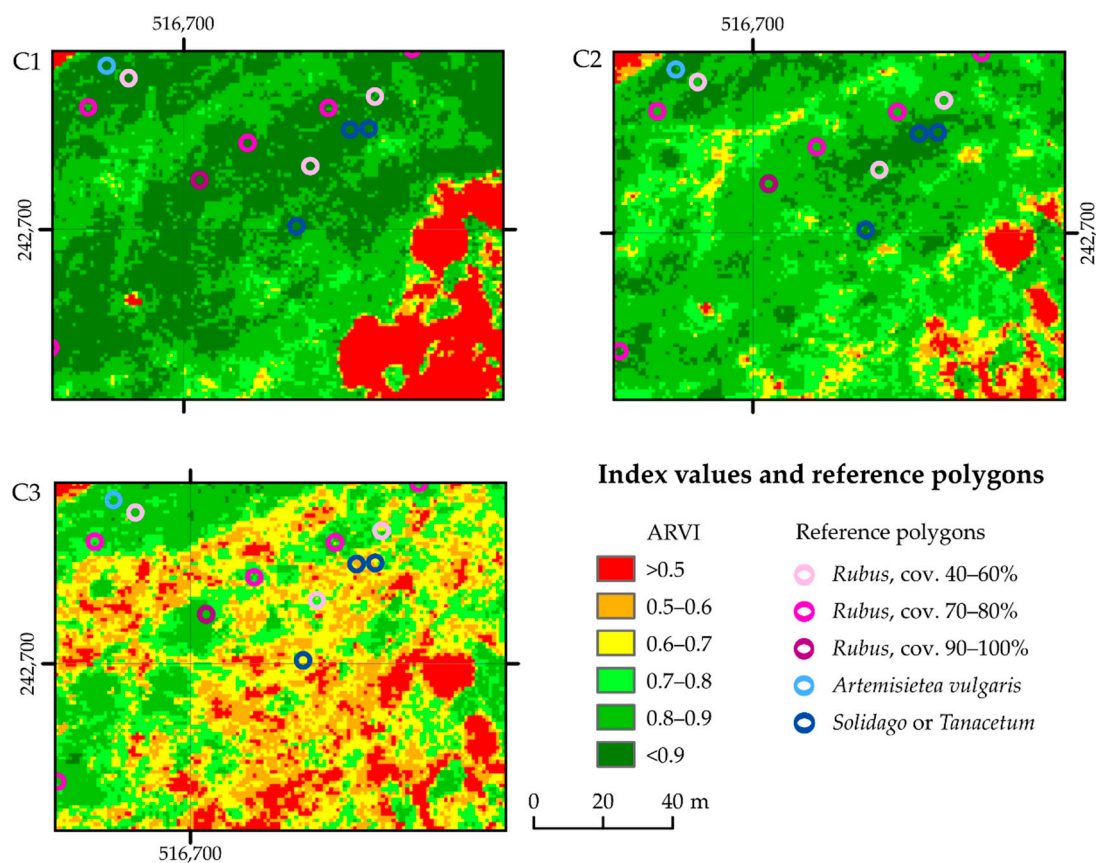 516,700
516,700
C1
C2
242,700
242,700
C3
242,700
516,700
Index values and reference polygons
ARVI
>0.5
0.5–0.6
0.6–0.7
0.7–0.8
0.8–0.9
<0.9
Reference polygons
Rubus, cov. 40–60%
Rubus, cov. 70–80%
Rubus, cov. 90–100%
Artemisietea vulgaris
Solidago or Tanacetum
0 20 40 m